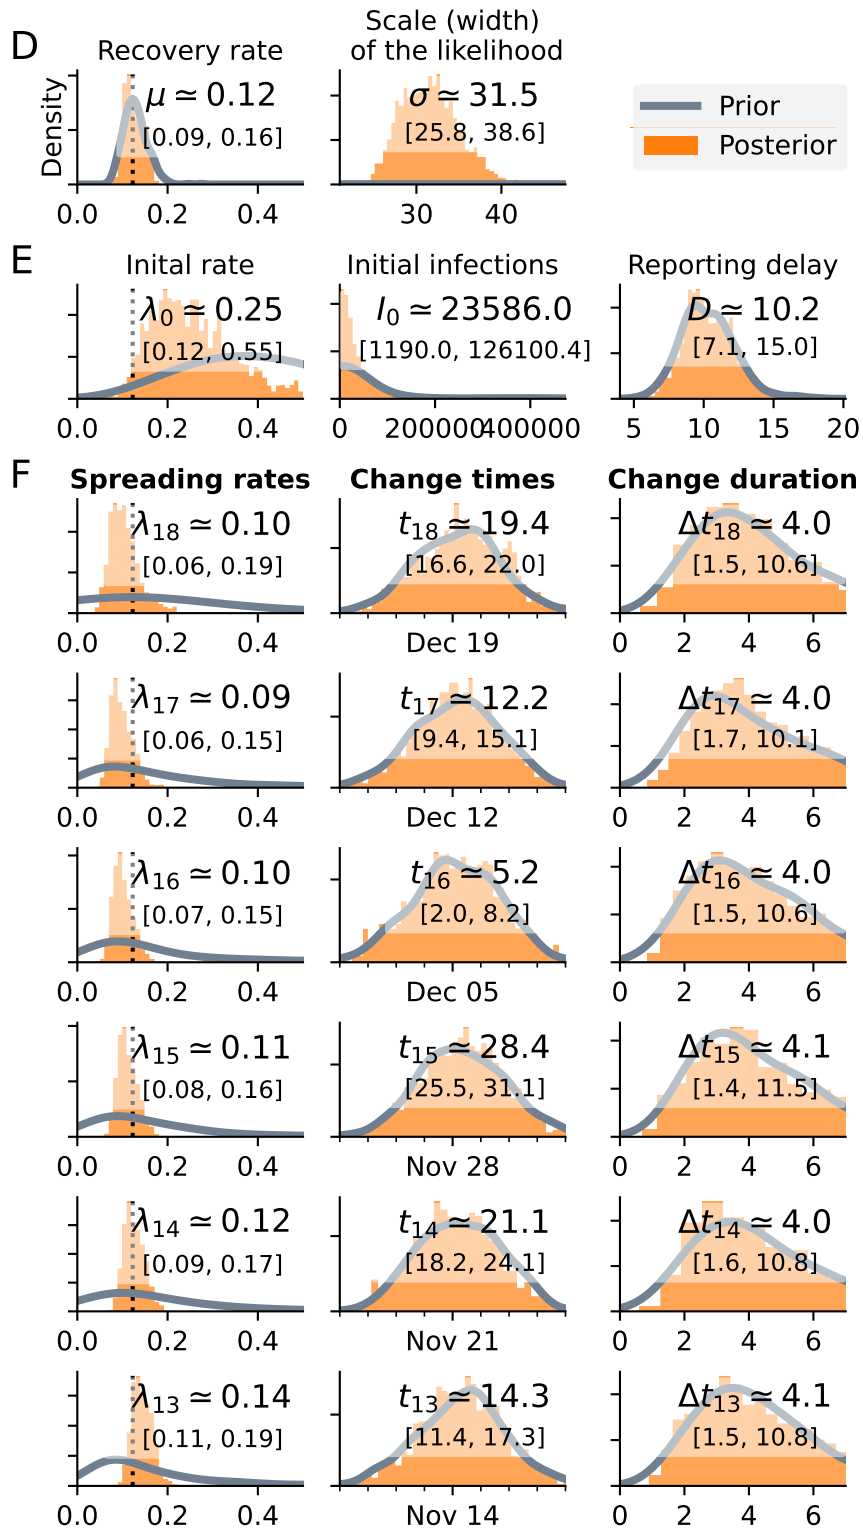 D
Recovery rate
Scale (width)
of the likelihood
Density
μ ≃ 0.12
[0.09, 0.16]
σ ≃ 31.5
[25.8, 38.6]
Prior
Posterior
0.0 0.2 0.4
30 40
E
Inital rate
Initial infections
Reporting delay
λ0 ≃ 0.25
[0.12, 0.55]
I0 ≃ 23586.0
[1190.0, 126100.4]
D ≃ 10.2
[7.1, 15.0]
0.0 0.2 0.4
0 200000 400000
5 10 15 20
F
Spreading rates
Change times
Change duration
λ18 ≃ 0.10
[0.06, 0.19]
t18 ≃ 19.4
[16.6, 22.0]
Δt18 ≃ 4.0
[1.5, 10.6]
0.0 0.2 0.4
Dec 19
0 2 4 6
λ17 ≃ 0.09
[0.06, 0.15]
t17 ≃ 12.2
[9.4, 15.1]
Δt17 ≃ 4.0
[1.7, 10.1]
0.0 0.2 0.4
Dec 12
0 2 4 6
λ16 ≃ 0.10
[0.07, 0.15]
t16 ≃ 5.2
[2.0, 8.2]
Δt16 ≃ 4.0
[1.5, 10.6]
0.0 0.2 0.4
Dec 05
0 2 4 6
λ15 ≃ 0.11
[0.08, 0.16]
t15 ≃ 28.4
[25.5, 31.1]
Δt15 ≃ 4.1
[1.4, 11.5]
0.0 0.2 0.4
Nov 28
0 2 4 6
λ14 ≃ 0.12
[0.09, 0.17]
t14 ≃ 21.1
[18.2, 24.1]
Δt14 ≃ 4.0
[1.6, 10.8]
0.0 0.2 0.4
Nov 21
0 2 4 6
λ13 ≃ 0.14
[0.11, 0.19]
t13 ≃ 14.3
[11.4, 17.3]
Δt13 ≃ 4.1
[1.5, 10.8]
0.0 0.2 0.4
Nov 14
0 2 4 6